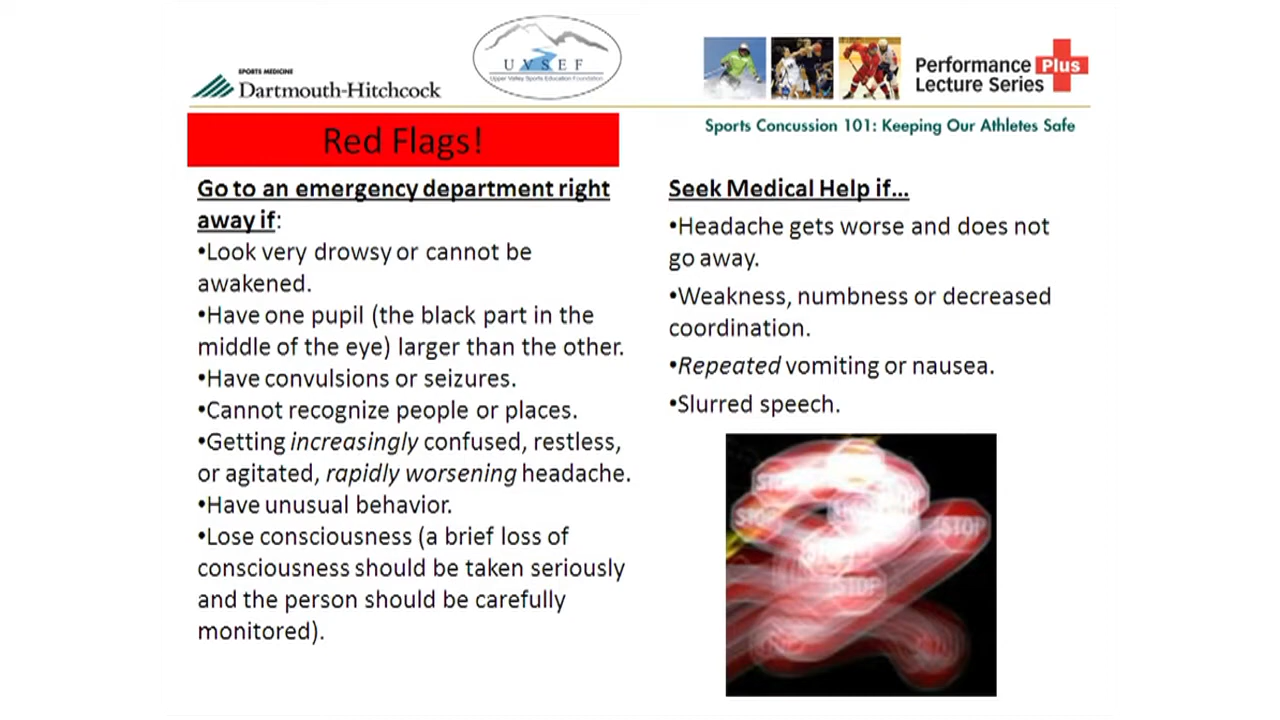 SPORTS MEDICINE
Dartmouth-Hitchcock
UVSEF
Upper Valley Sports Education Foundation
Performance Plus
Lecture Series
Sports Concussion 101: Keeping Our Athletes Safe
Red Flags!
Go to an emergency department right
away if:
•Look very drowsy or cannot be
awakened.
•Have one pupil (the black part in the
middle of the eye) larger than the other.
•Have convulsions or seizures.
•Cannot recognize people or places.
•Getting increasingly confused, restless,
or agitated, rapidly worsening headache.
•Have unusual behavior.
•Lose consciousness (a brief loss of
consciousness should be taken seriously
and the person should be carefully
monitored).
Seek Medical Help if...
•Headache gets worse and does not
go away.
•Weakness, numbness or decreased
coordination.
•Repeated vomiting or nausea.
•Slurred speech.
STOP
STOP
STOP
STOP